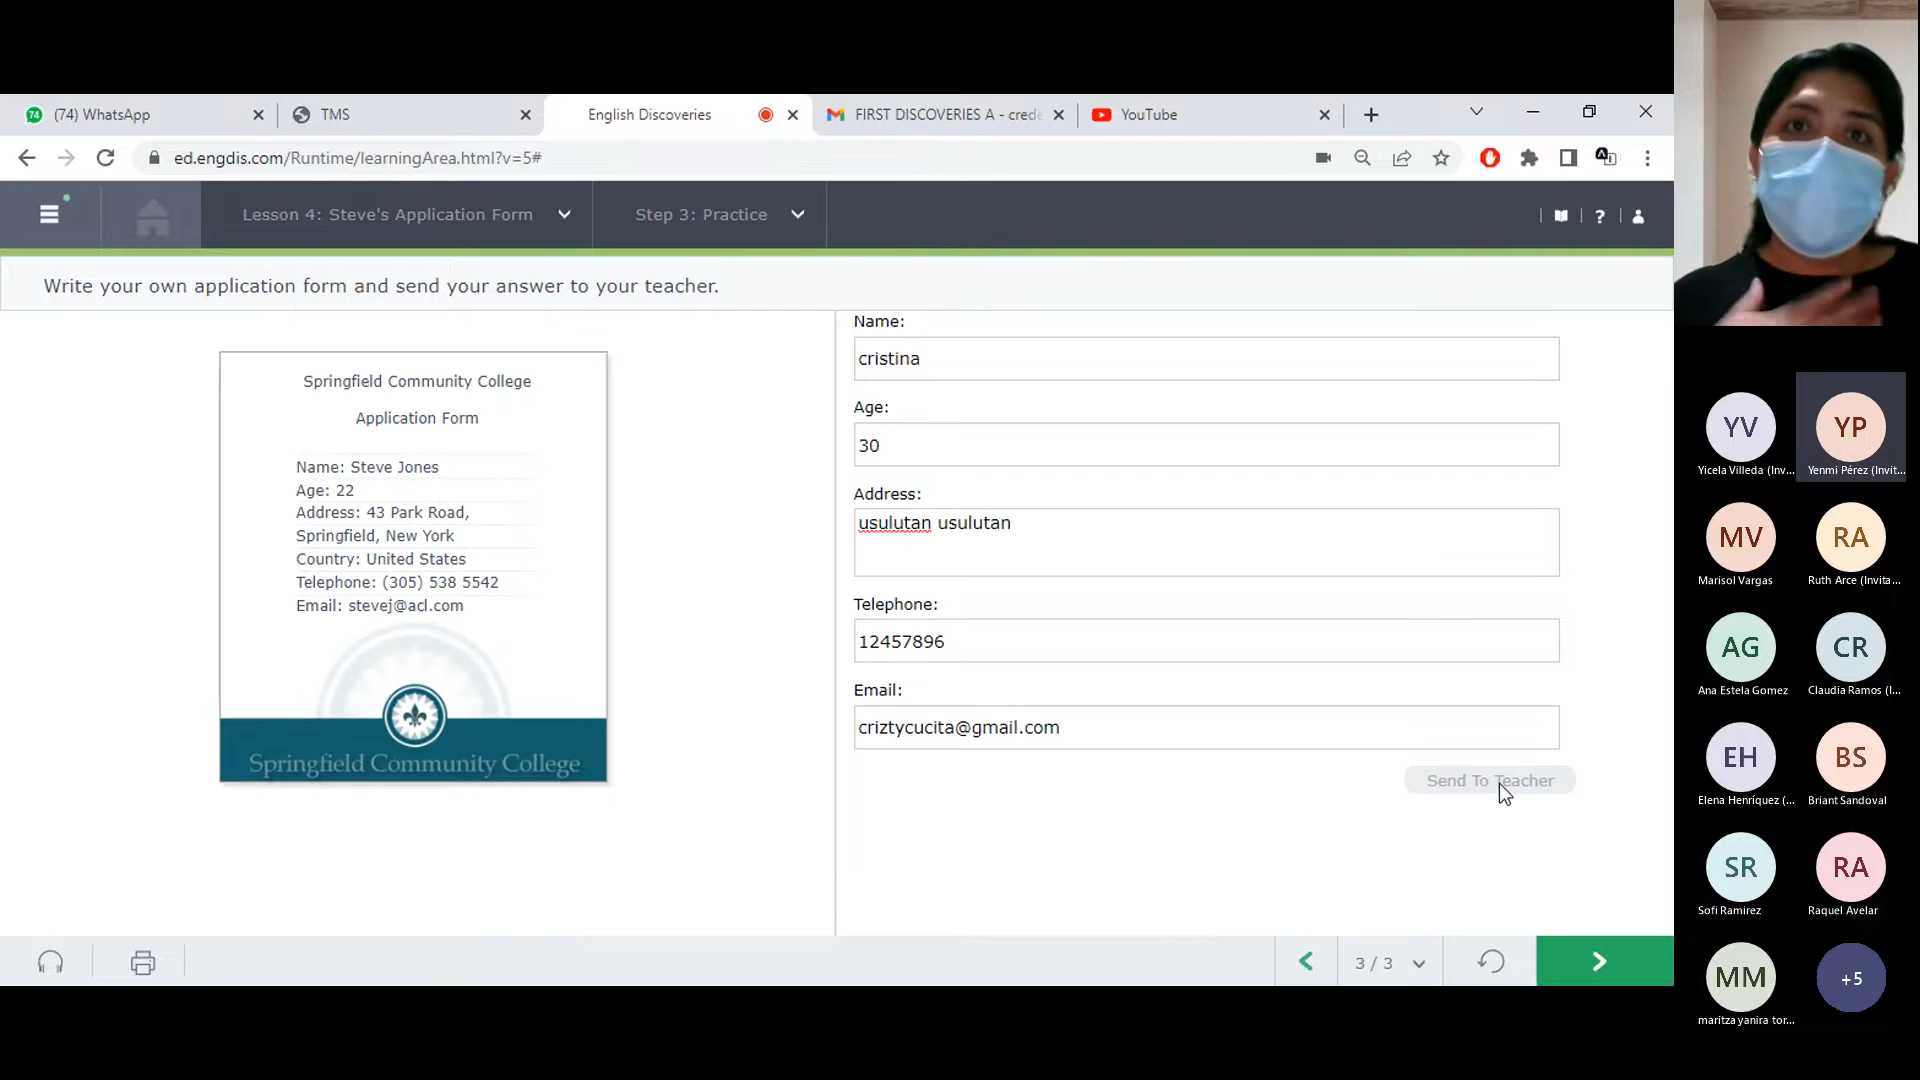 74
(74) WhatsApp
TMS
English Discoveries
FIRST DISCOVERIES A - crede
YouTube
ed.engdis.com/Runtime/learningArea.html?v=5#
Lesson 4: Steve's Application Form
Step 3: Practice
?
Write your own application form and send your answer to your teacher.
Springfield Community College
Application Form
Name: Steve Jones
Age: 22
Address: 43 Park Road,
Springfield, New York
Country: United States
Telephone: (305) 538 5542
Email: stevej@acl.com
Springfield Community College
Name:
cristina
Age:
30
Address:
usulutan usulutan
Telephone:
12457896
Email:
criztycucita@gmail.com
Send To Teacher
3 / 3
YV
Yicela Villeda (Inv...
YP
Yenmi Pérez (Invit...
MV
Marisol Vargas
RA
Ruth Arce (Invita...
AG
Ana Estela Gomez
CR
Claudia Ramos (I...
EH
Elena Henríquez (...
BS
Briant Sandoval
SR
Sofi Ramirez
RA
Raquel Avelar
MM
maritza yanira tor...
+5